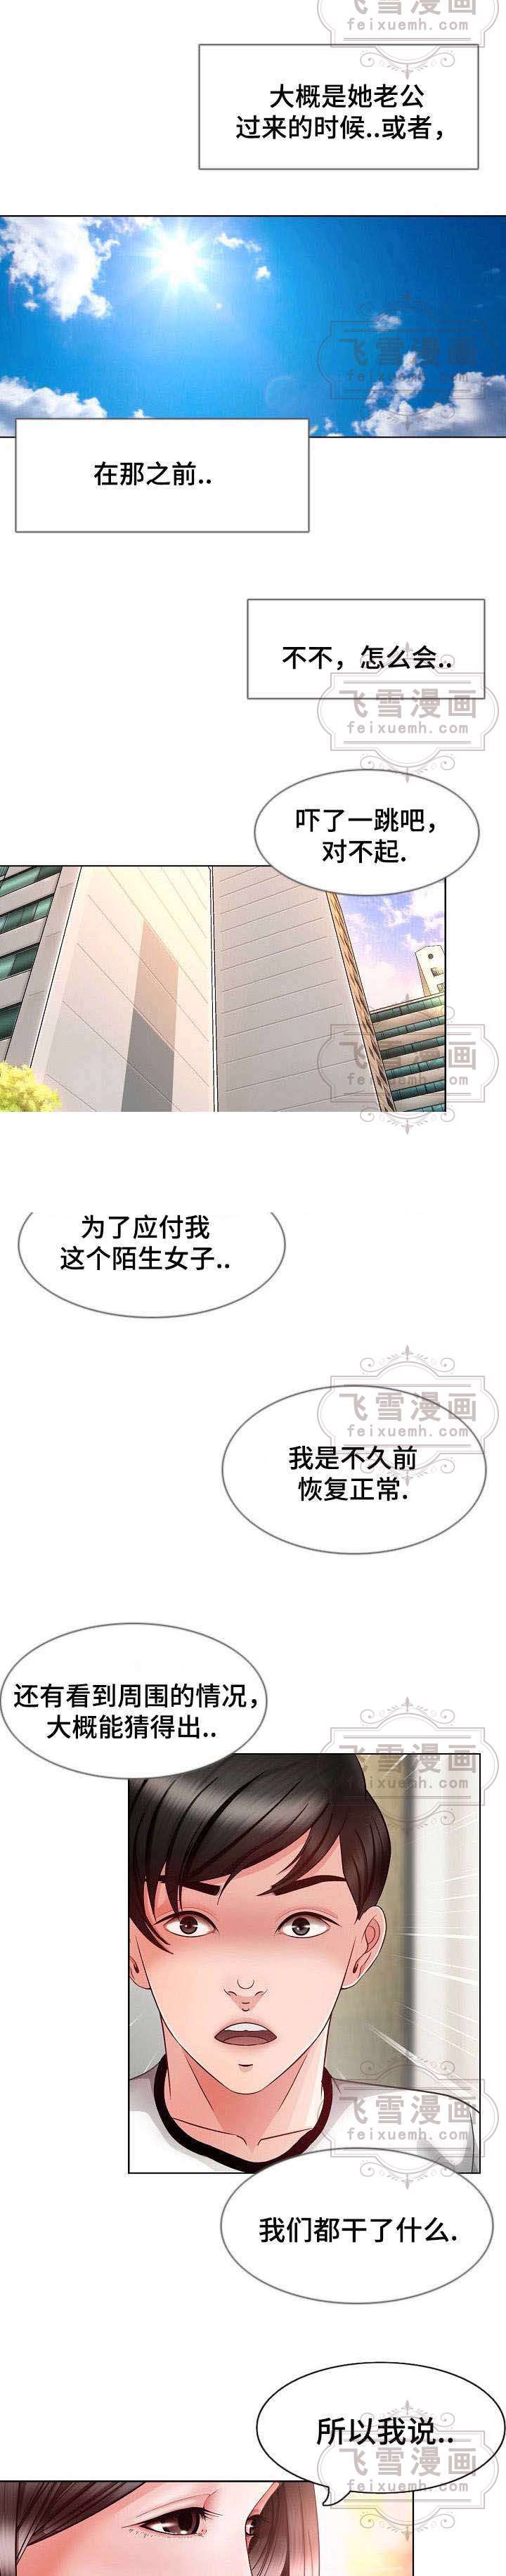 飞雪漫画
feixuemh.com
大概是她老公
过来的时候..或者，
飞雪漫画
feixuemh.com
在那之前..
不不，怎么会..
飞雪漫画
feixuemh.com
吓了一跳吧，
对不起.
飞雪漫画
feixuemh.com
为了应付我
这个陌生女子..
飞雪漫画
feixuemh.com
我是不久前
恢复正常.
还有看到周围的情况，
大概能猜得出..
飞雪漫画
feixuemh.com
飞雪漫画
feixuemh.com
我们都干了什么.
所以我说..
飞雪漫画
feixuemh.com